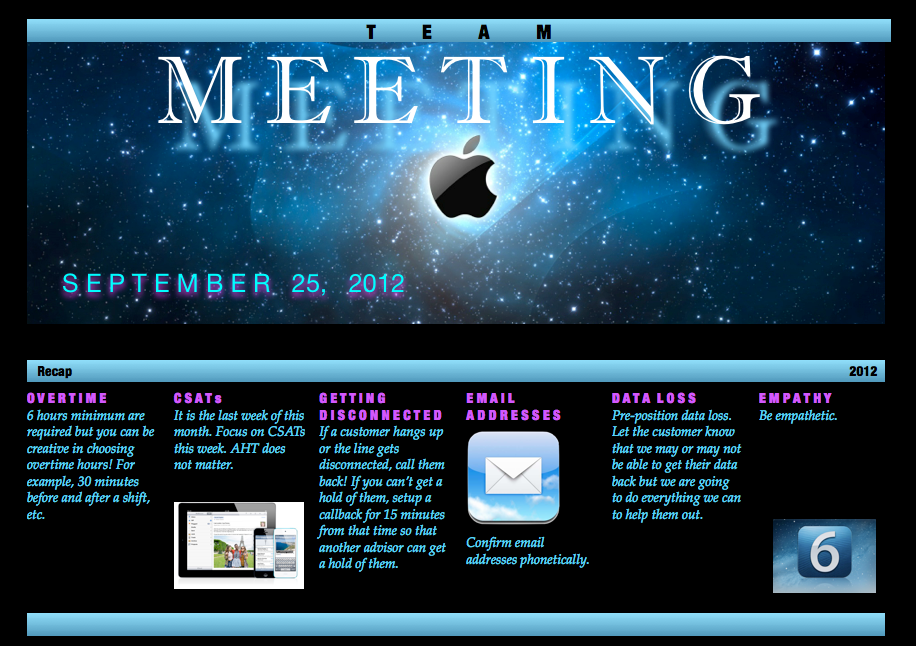 T E A M
MEETING
SEPTEMBER 25, 2012
Recap 2012
OVERTIME
6 hours minimum are
required but you can be
creative in choosing
overtime hours! For
example, 30 minutes
before and after a shift,
etc.
CSATs
It is the last week of this
month. Focus on CSATs
this week. AHT does
not matter.
GETTING
DISCONNECTED
If a customer hangs up
or the line gets
disconnected, call them
back! If you can't get a
hold of them, setup a
callback for 15 minutes
from that time so that
another advisor can get
a hold of them.
EMAIL
ADDRESSES
Confirm email
addresses phonetically.
DATA LOSS
Pre-position data loss.
Let the customer know
that we may or may not
be able to get their data
back but we are going
to do everything we can
to help them out.
EMPATHY
Be empathetic.
6